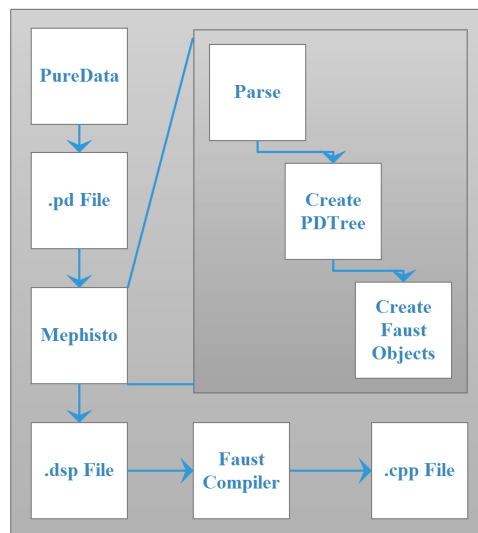 PureData
.pd File
Mephisto
Parse
Create
PDTree
Create
Faust
Objects
.dsp File
Faust
Compiler
.cpp File